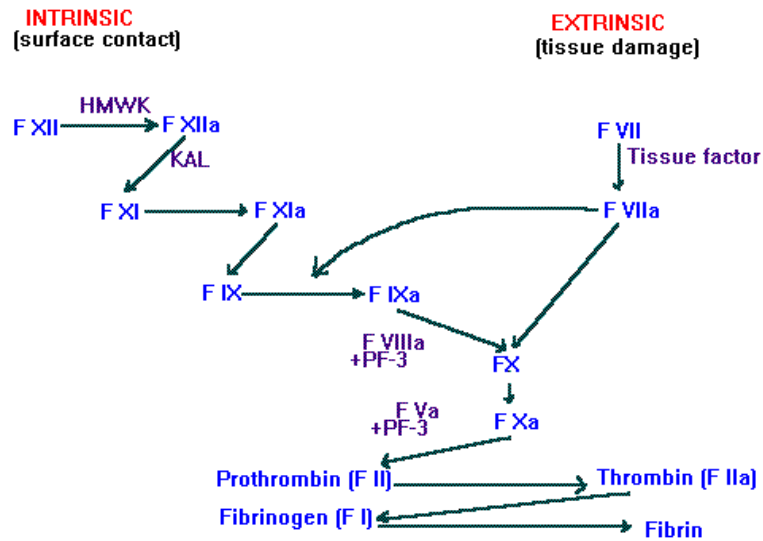 INTRINSIC
(surface contact)
EXTRINSIC
(tissue damage)
HMWK
F XII
F XIIa
F VII
KAL
Tissue factor
F XI
F XIa
F VIIa
F IX
F IXa
F VIIIa
+PF-3
FX
F Va
+PF-3
F Xa
Prothrombin (F II)
Thrombin (F IIa)
Fibrinogen (F I)
Fibrin